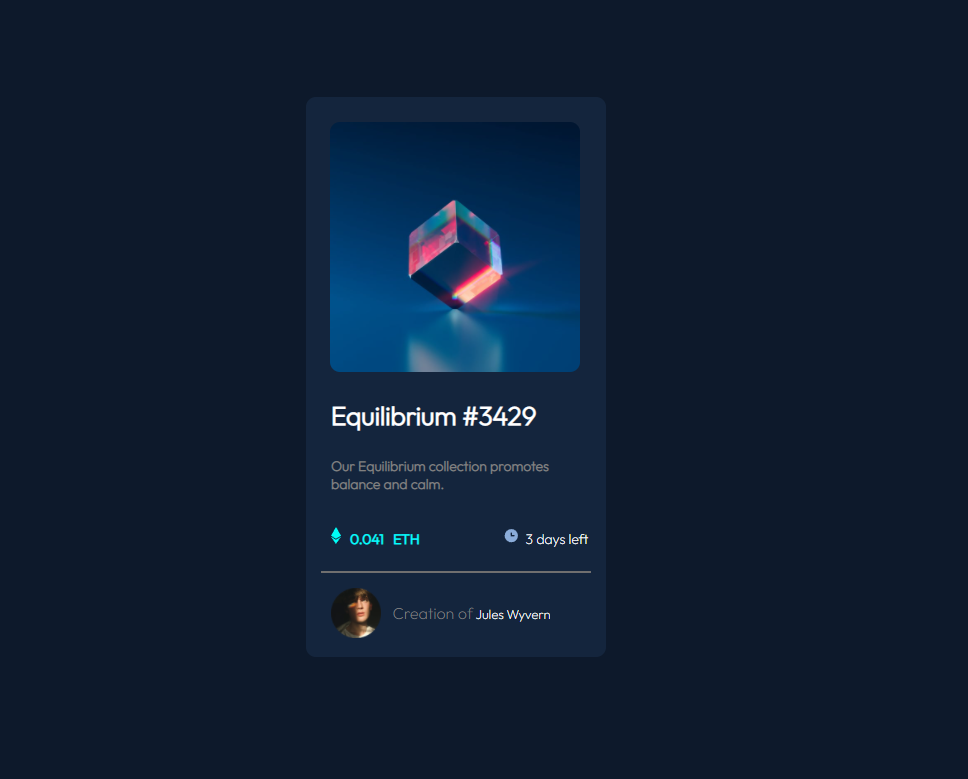 Equilibrium #3429
Our Equilibrium collection promotes
balance and calm.
0.041 ETH
3 days left
Creation of Jules Wyvern